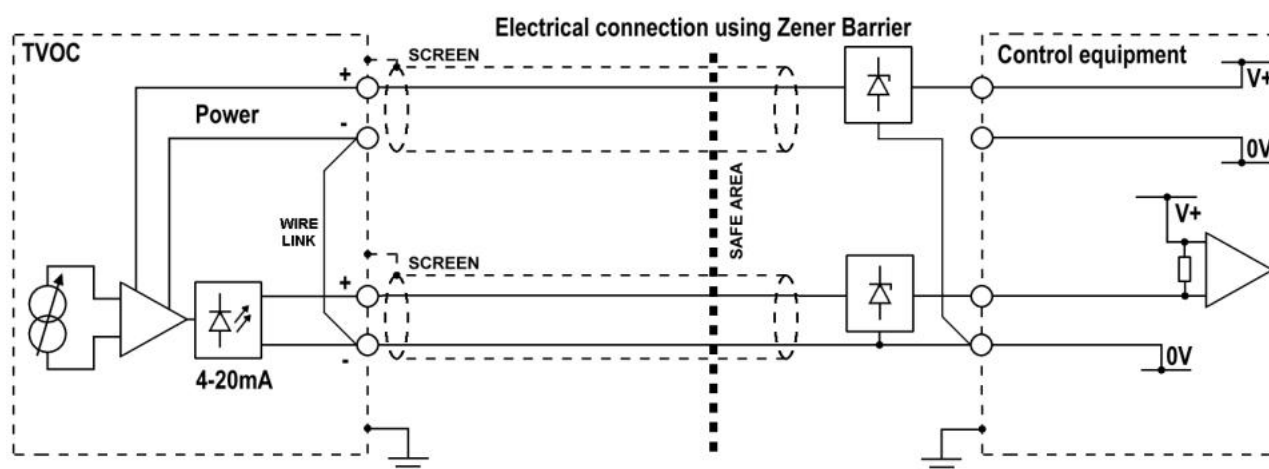 Electrical connection using Zener Barrier
TVOC
SCREEN
Control equipment
+
V+
Power
-
0V
WIRE
LINK
SAFE AREA
V+
SCREEN
+
-
0V
4-20mA